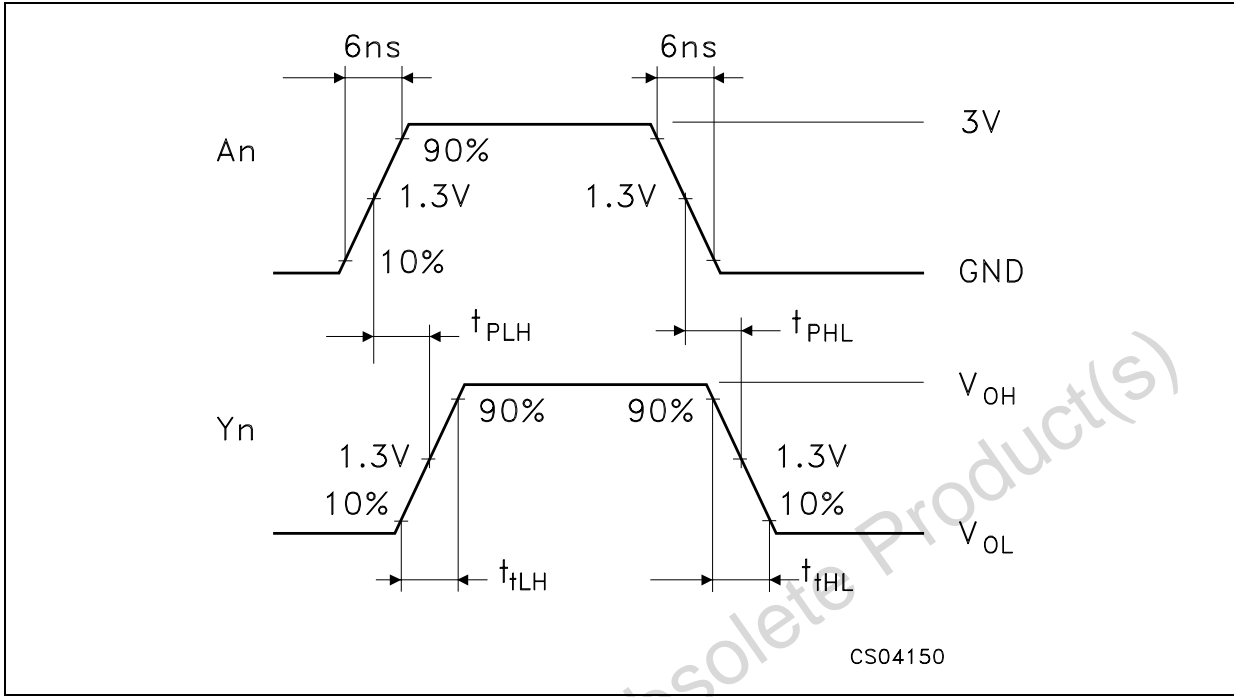 6ns 6ns
An 3V
90%
1.3V 1.3V
10% GND
tPLH tPHL
Yn VOH
90% 90%
1.3V 1.3V
10% 10%
VOL
ttLH ttHL
CS04150
bsolete Product(s)